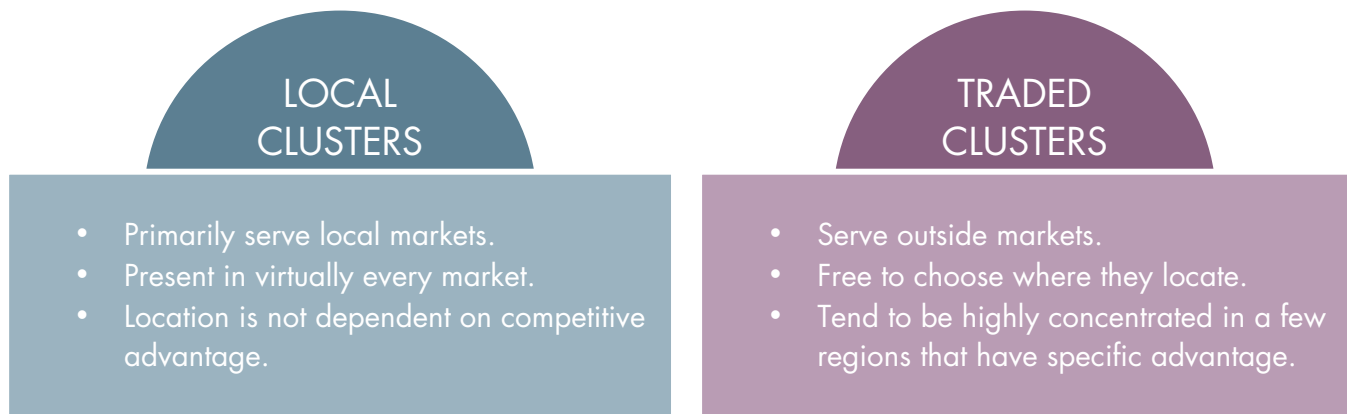 LOCAL
CLUSTERS
• Primarily serve local markets.
• Present in virtually every market.
• Location is not dependent on competitive
advantage.
TRADED
CLUSTERS
• Serve outside markets.
• Free to choose where they locate.
• Tend to be highly concentrated in a few
regions that have specific advantage.